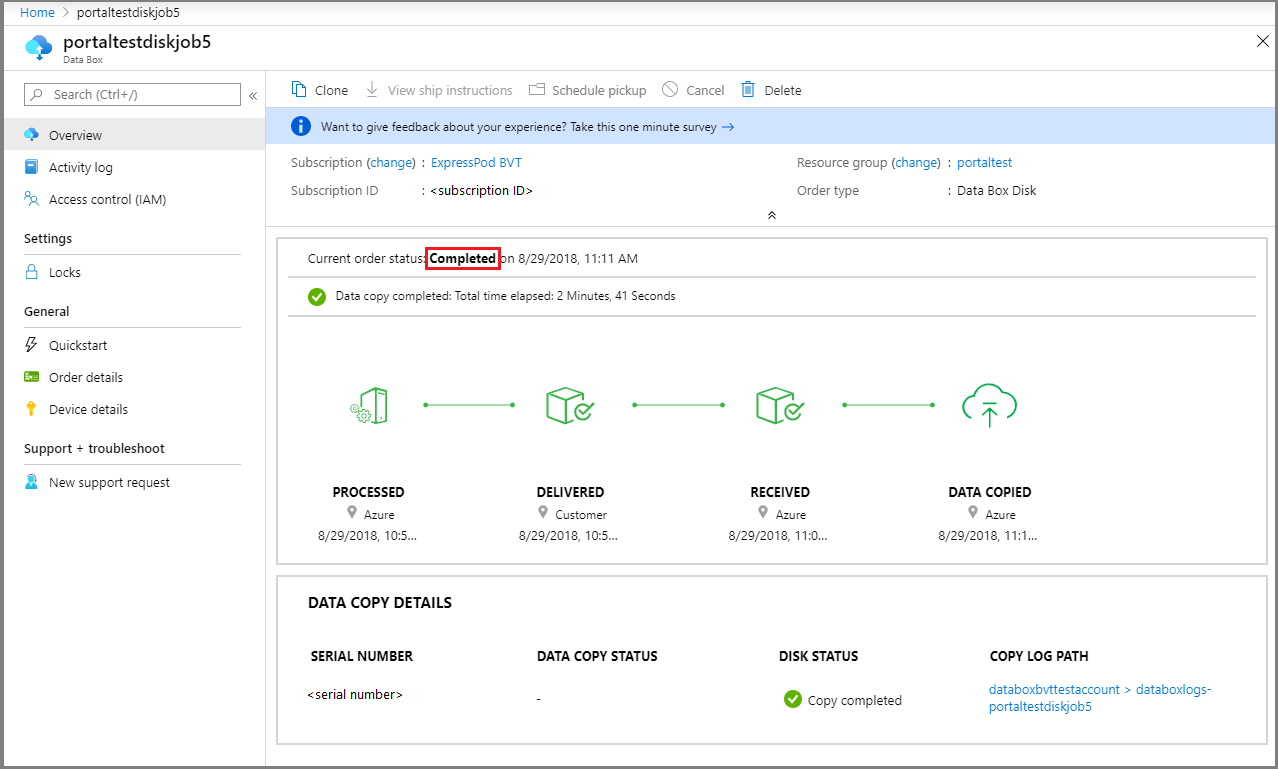 Home > portaltestdiskjob5
portaltestdiskjob5
Data Box
Search (Ctrl+/)
«
Clone
View ship instructions
Schedule pickup
Cancel
Delete
Overview
Activity log
Access control (IAM)
Settings
Locks
General
Quickstart
Order details
Device details
Support + troubleshoot
New support request
Want to give feedback about your experience? Take this one minute survey →
Subscription (change) : ExpressPod BVT
Resource group (change) : portaltest
Subscription ID : <subscription ID>
Order type : Data Box Disk
Current order status: Completed on 8/29/2018, 11:11 AM
Data copy completed: Total time elapsed: 2 Minutes, 41 Seconds
PROCESSED
Azure
8/29/2018, 10:5...
DELIVERED
Customer
8/29/2018, 10:5...
RECEIVED
Azure
8/29/2018, 11:0...
DATA COPIED
Azure
8/29/2018, 11:1...
DATA COPY DETAILS
SERIAL NUMBER DATA COPY STATUS DISK STATUS COPY LOG PATH
<serial number> - Copy completed databoxbvttestaccount > databoxlogs-
portaltestdiskjob5